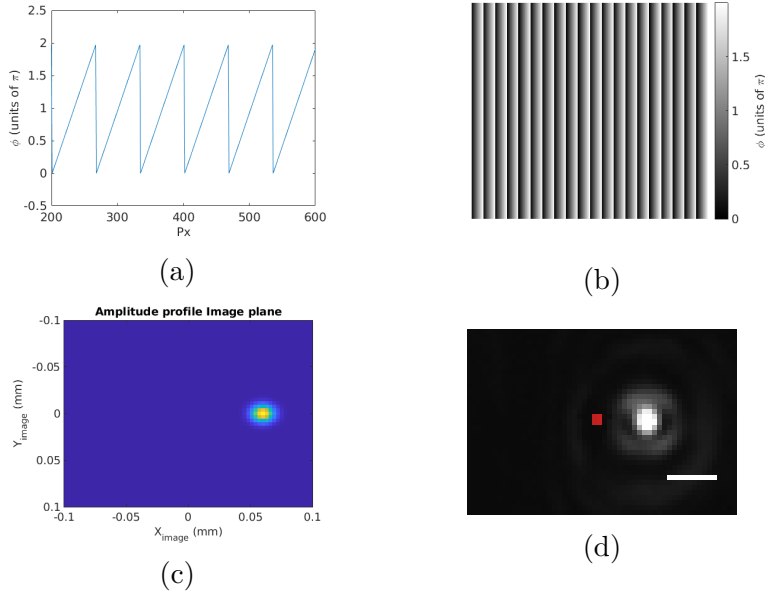 2.5
2
1.5
1
0.5
0
-0.5
200 300 400 500 600
Px
ϕ (units of π)
(a)
1.5
1
0.5
0
ϕ (units of π)
(b)
Amplitude profile Image plane
-0.1
-0.05
0
0.05
0.1
-0.1 -0.05 0 0.05 0.1
Y_image (mm)
X_image (mm)
(c)
(d)